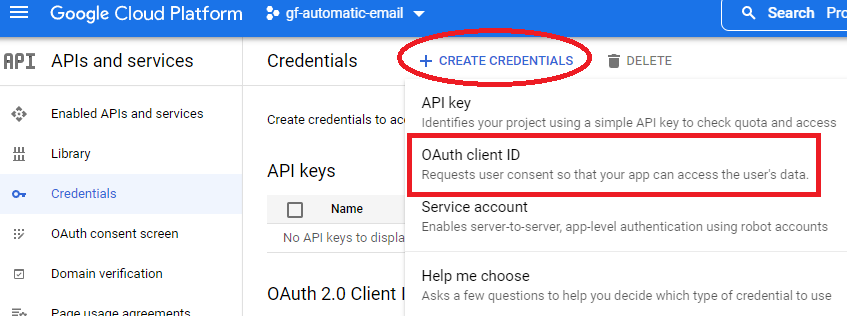 Google Cloud Platform
gf-automatic-email
Search Pro
API APIs and services
Credentials
+ CREATE CREDENTIALS
DELETE
Enabled APIs and services
Library
Credentials
OAuth consent screen
Domain verification
Page usage agreements
Create credentials to acc
API keys
Name
No API keys to displa
OAuth 2.0 Client I
API key
Identifies your project using a simple API key to check quota and access
OAuth client ID
Requests user consent so that your app can access the user's data.
Service account
Enables server-to-server, app-level authentication using robot accounts
Help me choose
Asks a few questions to help you decide which type of credential to use